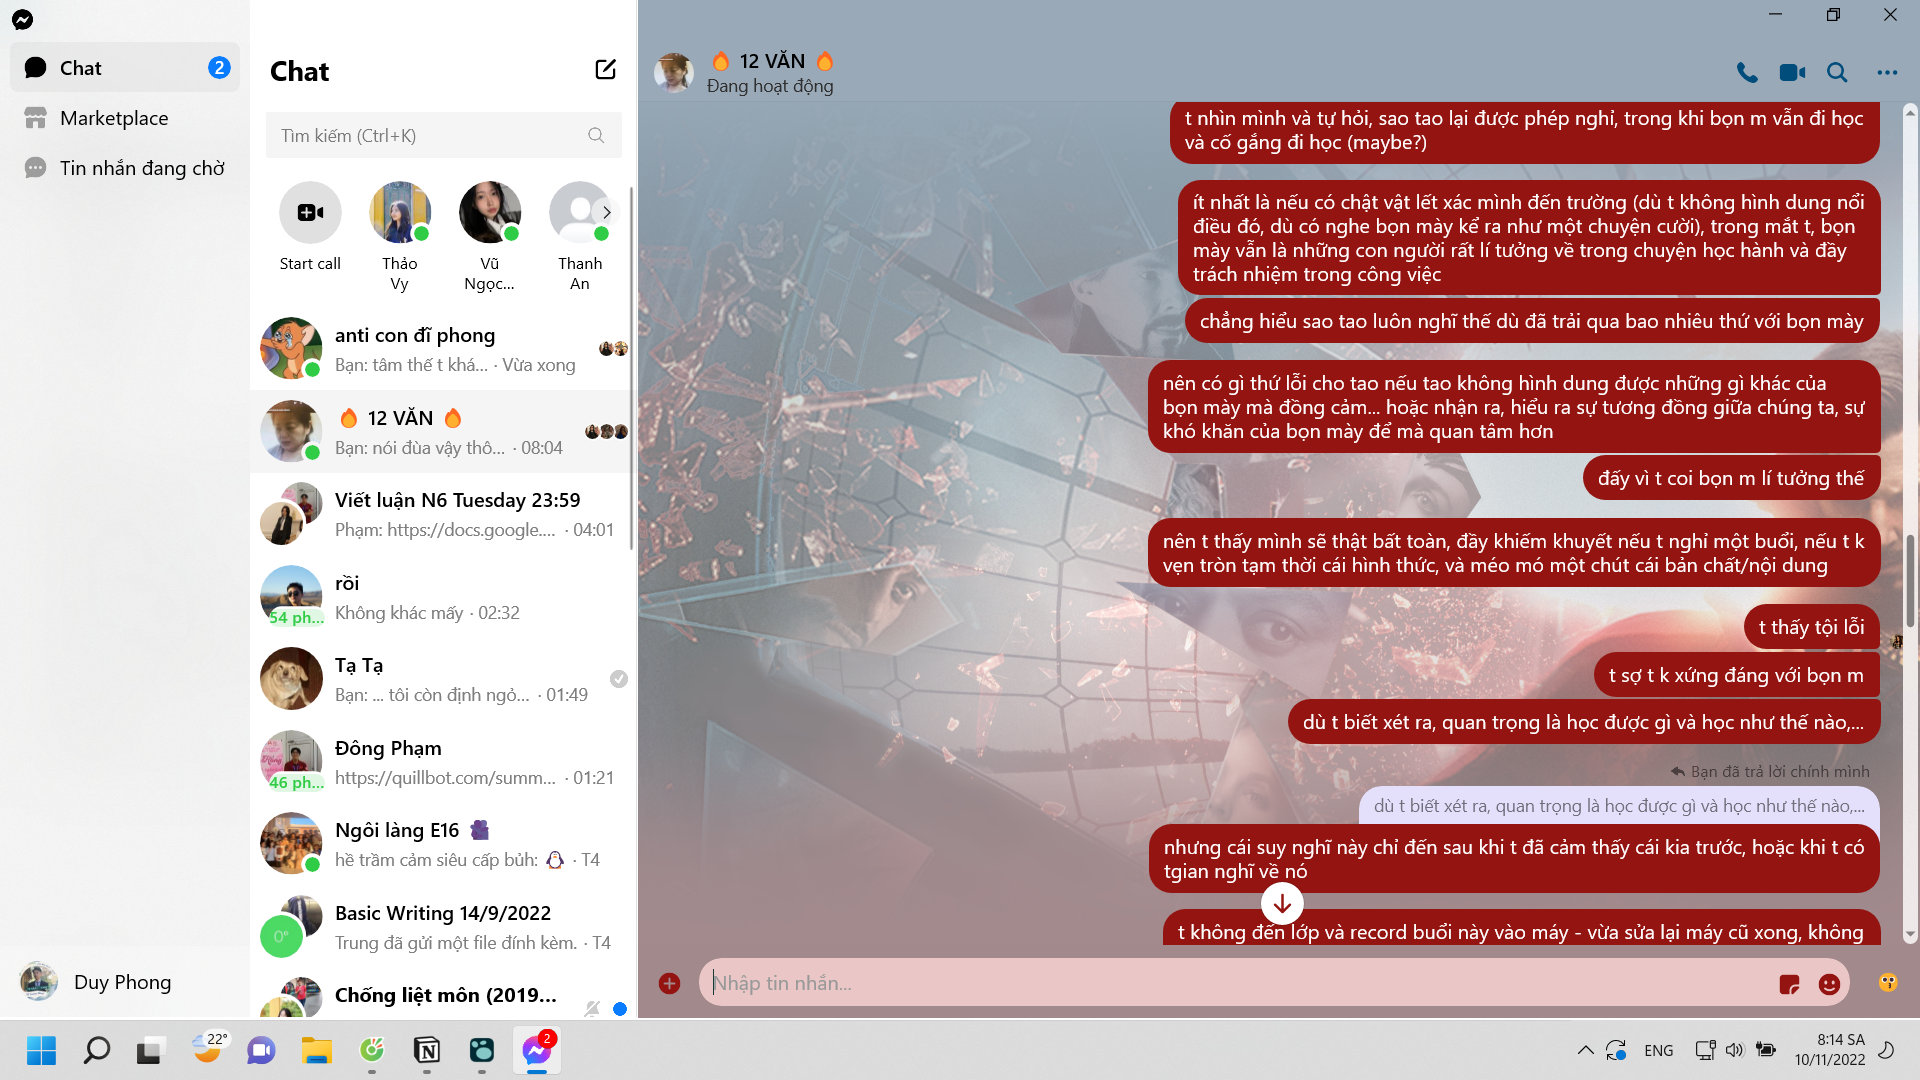 Chat
2
Marketplace
Tin nhắn đang chờ
Duy Phong
Chat
Tìm kiếm (Ctrl+K)
Start call
Thảo
Vy
Vũ
Ngọc...
Thanh
An
anti con đĩ phong
Bạn: tâm thế t khá... · Vừa xong
🔥 12 VĂN 🔥
Bạn: nói đùa vậy thô... · 08:04
Viết luận N6 Tuesday 23:59
Phạm: https://docs.google.... · 04:01
rồi
54 ph...
Không khác mấy · 02:32
Tạ Tạ
Bạn: ... tôi còn định ngỏ... · 01:49
Đông Phạm
46 ph...
https://quillbot.com/summ... · 01:21
Ngôi làng E16
hề trầm cảm siêu cấp bủh: 🐧 · T4
Basic Writing 14/9/2022
Trung đã gửi một file đính kèm. · T4
Chống liệt môn (2019...
🔥 12 VĂN 🔥
Đang hoạt động
t nhìn mình và tự hỏi, sao tao lại được phép nghỉ, trong khi bọn m vẫn đi học
và cố gắng đi học (maybe?)
ít nhất là nếu có chật vật lết xác mình đến trường (dù t không hình dung nổi
điều đó, dù có nghe bọn mày kể ra như một chuyện cười), trong mắt t, bọn
mày vẫn là những con người rất lí tưởng về trong chuyện học hành và đầy
trách nhiệm trong công việc
chẳng hiểu sao tao luôn nghĩ thế dù đã trải qua bao nhiêu thứ với bọn mày
nên có gì thứ lỗi cho tao nếu tao không hình dung được những gì khác của
bọn mày mà đồng cảm... hoặc nhận ra, hiểu ra sự tương đồng giữa chúng ta, sự
khó khăn của bọn mày để mà quan tâm hơn
đấy vì t coi bọn m lí tưởng thế
nên t thấy mình sẽ thật bất toàn, đầy khiếm khuyết nếu t nghỉ một buổi, nếu t k
vẹn tròn tạm thời cái hình thức, và méo mó một chút cái bản chất/nội dung
t thấy tội lỗi
t sợ t k xứng đáng với bọn m
dù t biết xét ra, quan trọng là học được gì và học như thế nào,...
Bạn đã trả lời chính mình
dù t biết xét ra, quan trọng là học được gì và học như thế nào,...
nhưng cái suy nghĩ này chỉ đến sau khi t đã cảm thấy cái kia trước, hoặc khi t có
tgian nghĩ về nó
t không đến lớp và record buổi này vào máy - vừa sửa lại máy cũ xong, không
Nhập tin nhắn...
22°
2
ENG
8:14 SA
10/11/2022